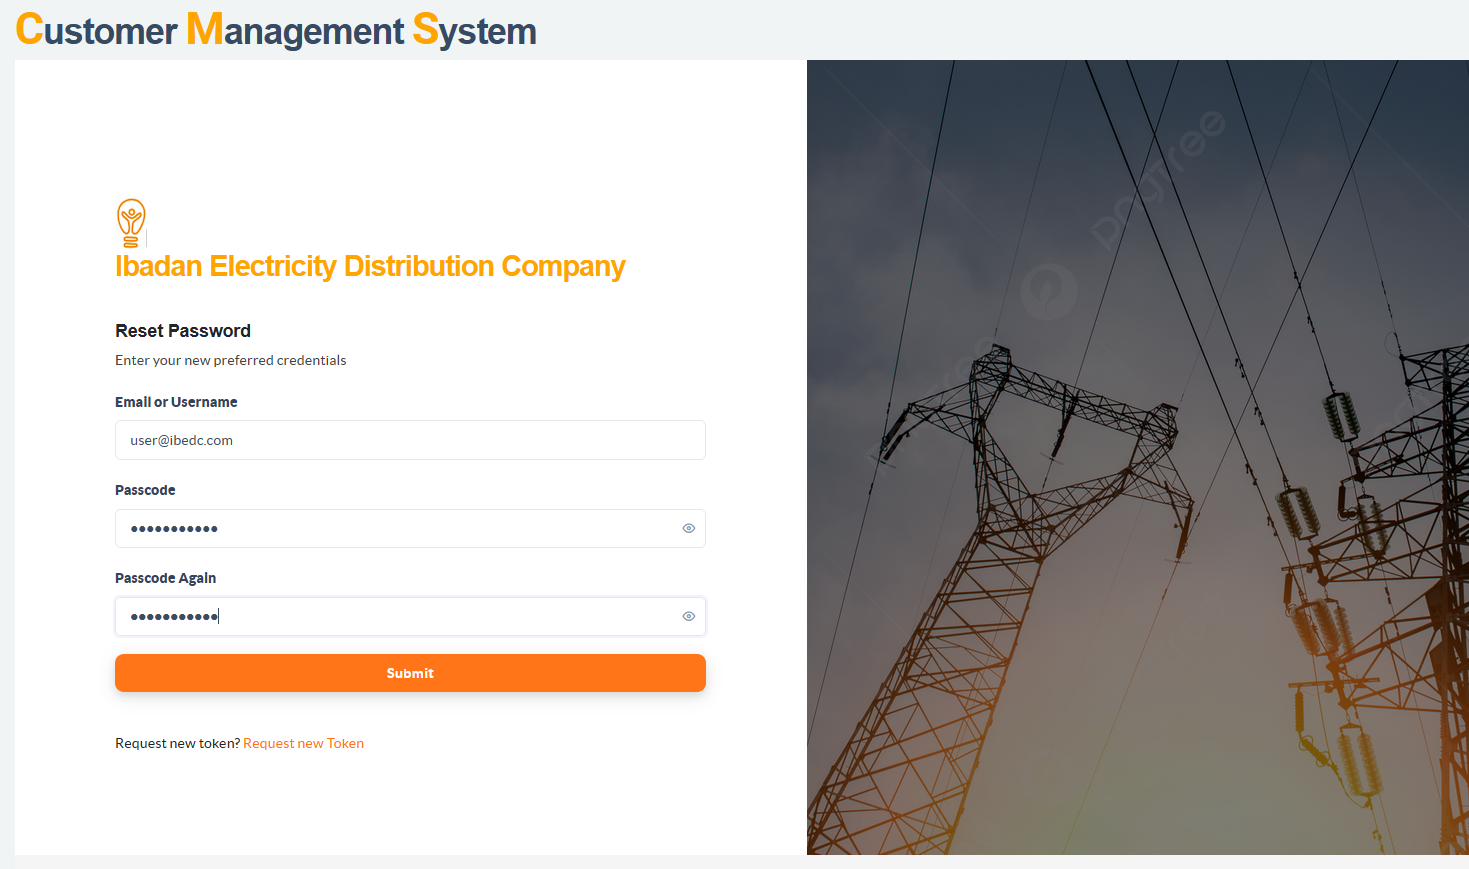 Customer Management System
Ibadan Electricity Distribution Company
Reset Password
Enter your new preferred credentials
Email or Username
user@ibedc.com
Passcode
•••••••••••
Passcode Again
•••••••••••
Submit
Request new token? Request new Token
pngtree